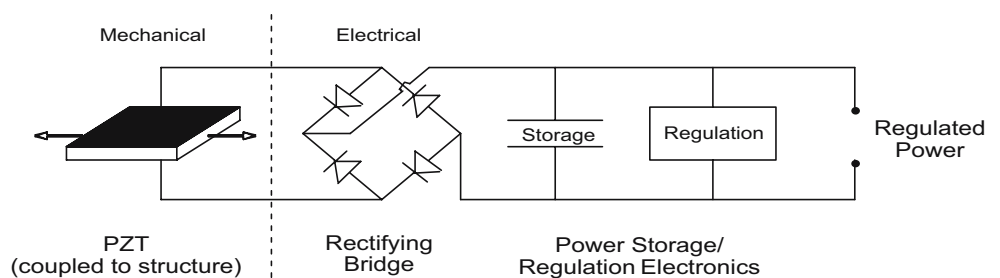 Mechanical
Electrical
Storage
Regulation
Regulated
Power
PZT
(coupled to structure)
Rectifying
Bridge
Power Storage/
Regulation Electronics